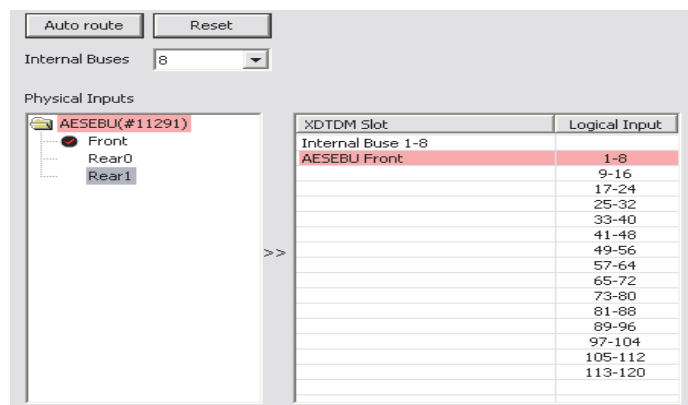 Auto route Reset
Internal Buses 8
Physical Inputs
AESEBU(#11291)
Front
Rear0
Rear1
>>
XDTDM Slot Logical Input
Internal Buse 1-8
AESEBU Front 1-8
9-16
17-24
25-32
33-40
41-48
49-56
57-64
65-72
73-80
81-88
89-96
97-104
105-112
113-120